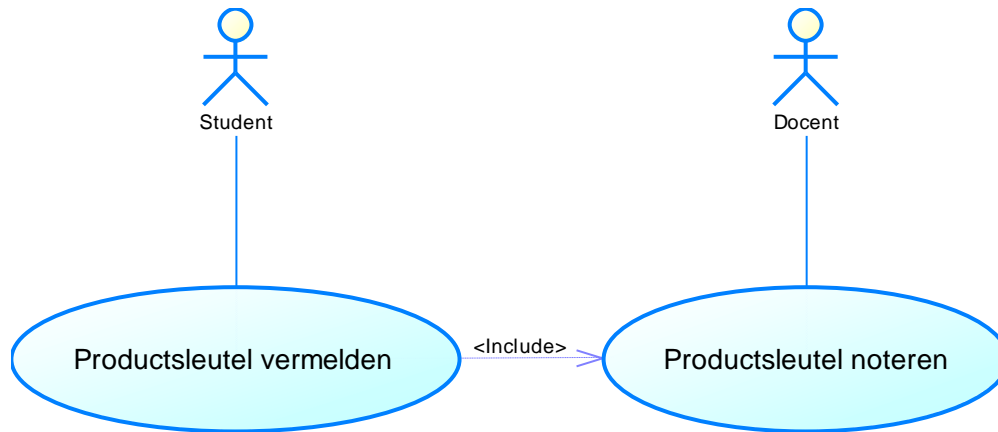 Student
Docent
Productsleutel vermelden
<Include>
Productsleutel noteren